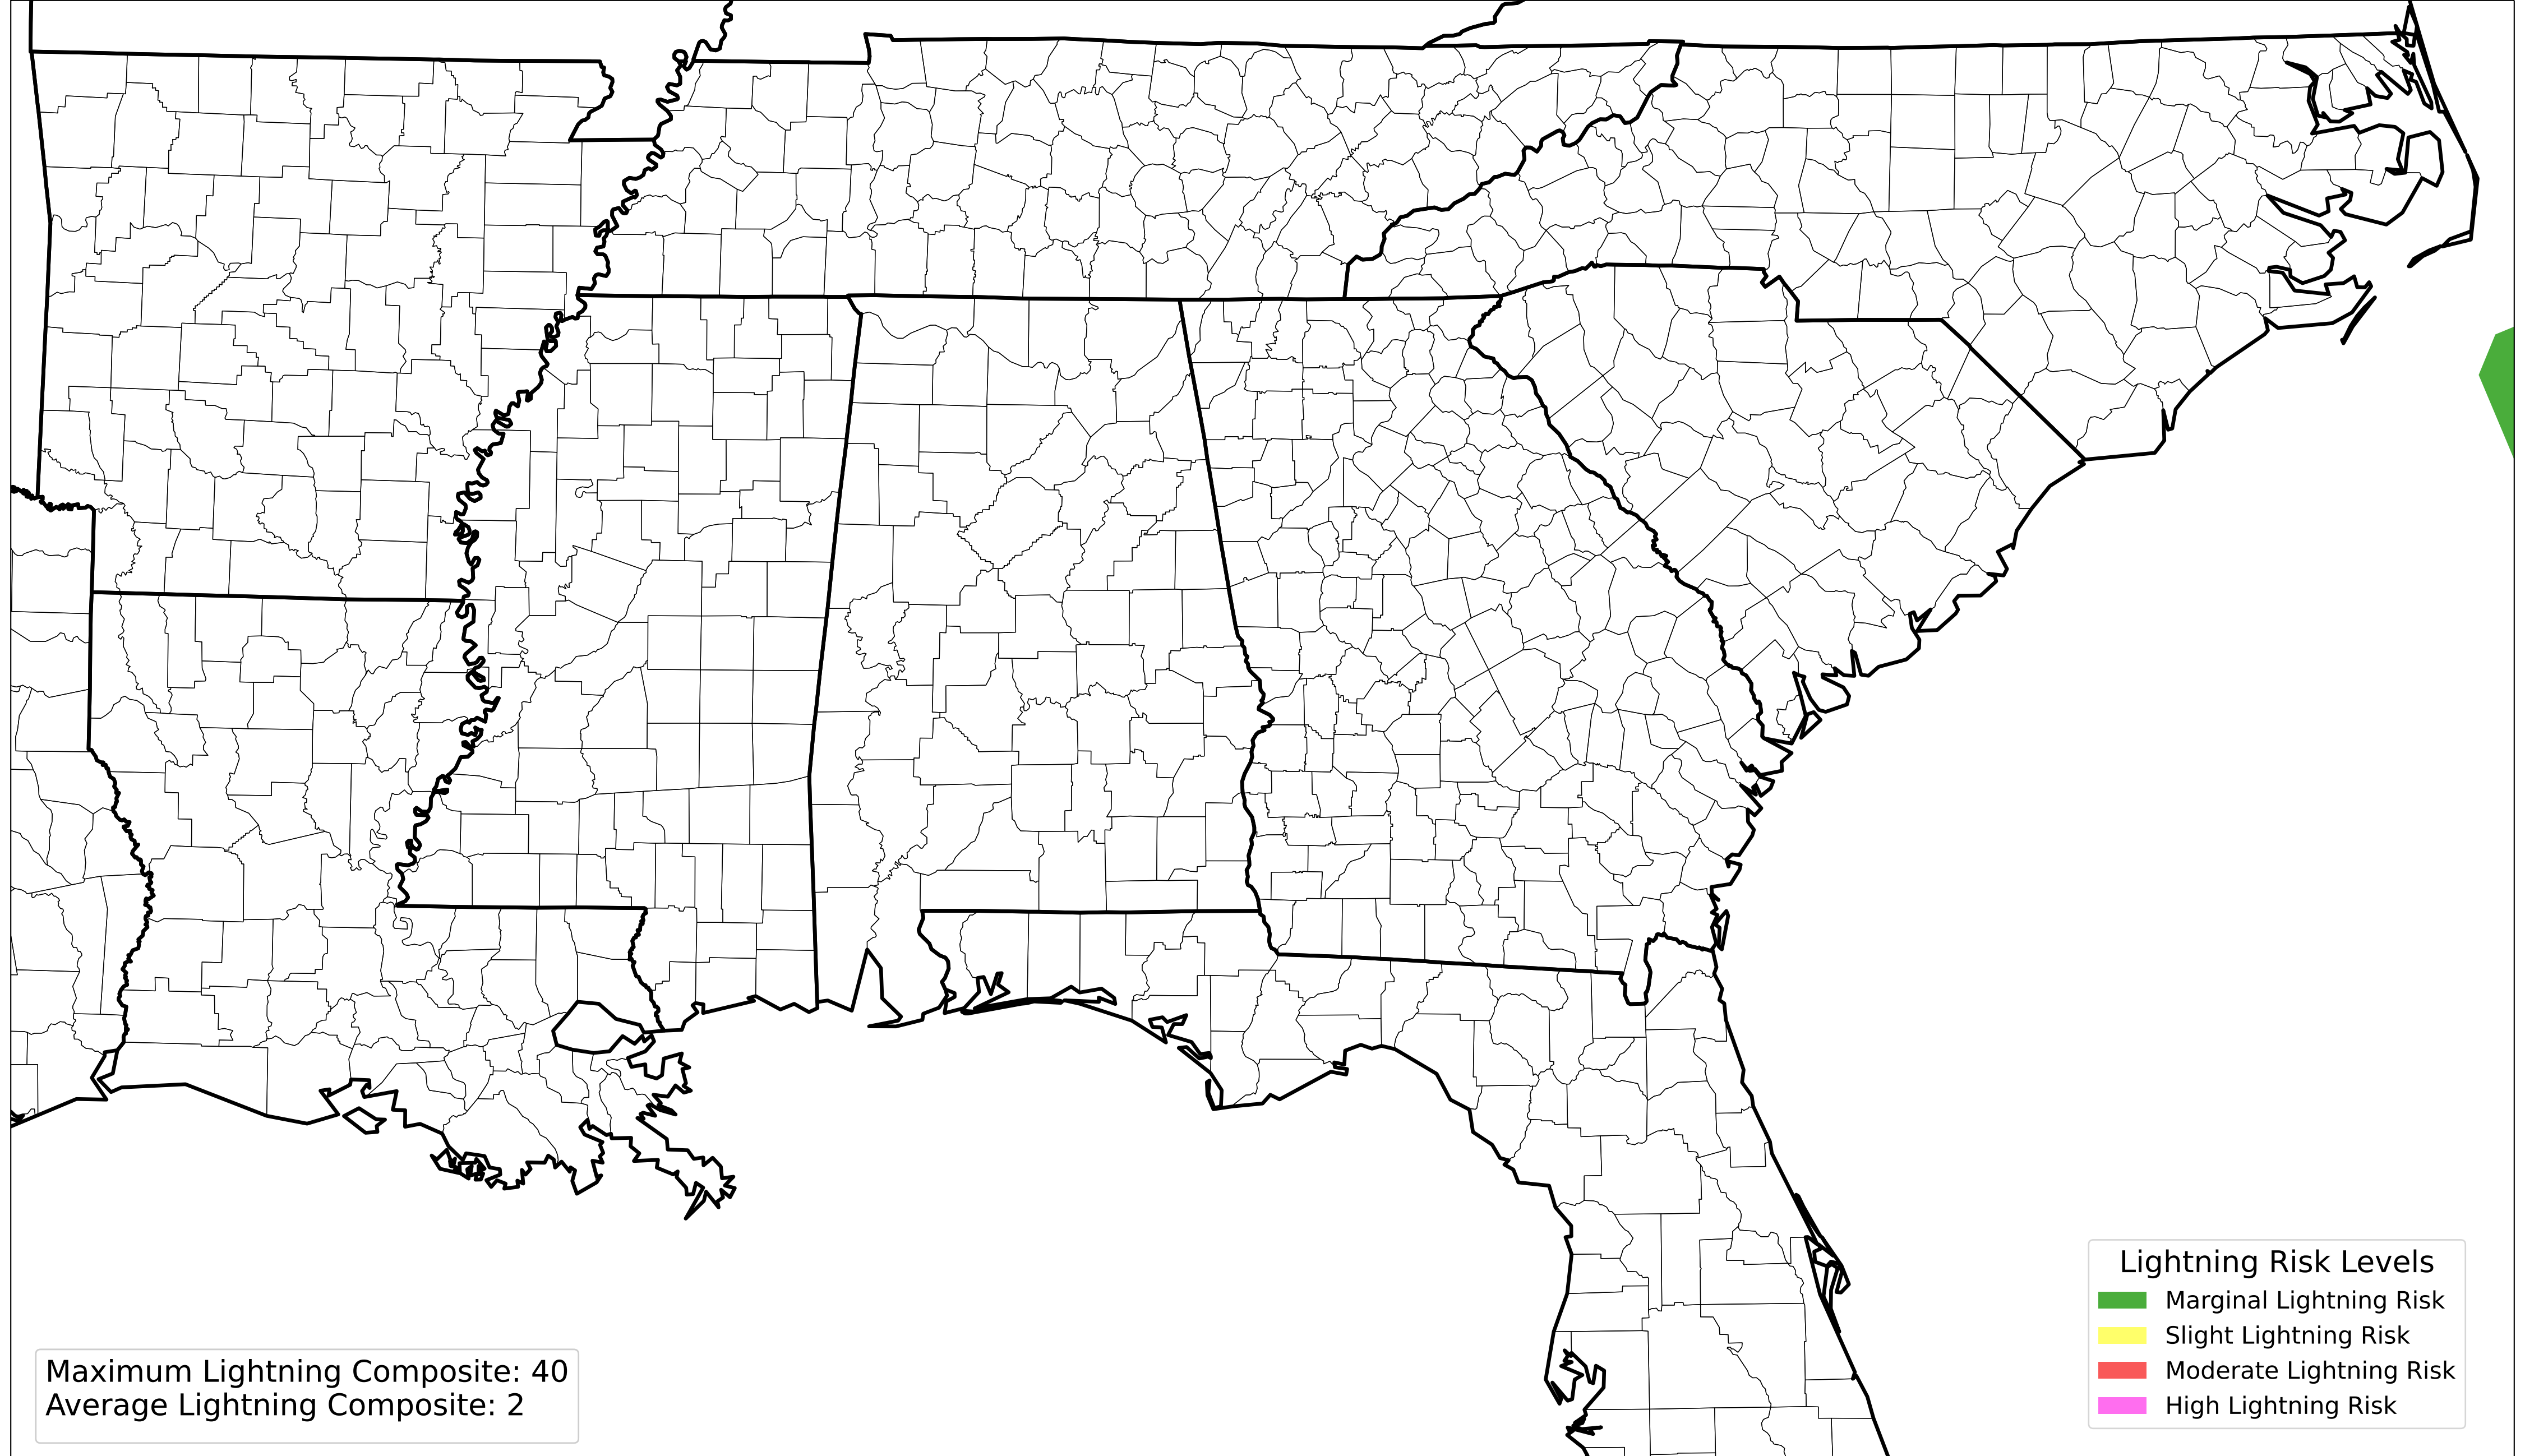 Lightning Risk Levels
Marginal Lightning Risk
Slight Lightning Risk
Moderate Lightning Risk
High Lightning Risk
Maximum Lightning Composite: 40
Average Lightning Composite: 2